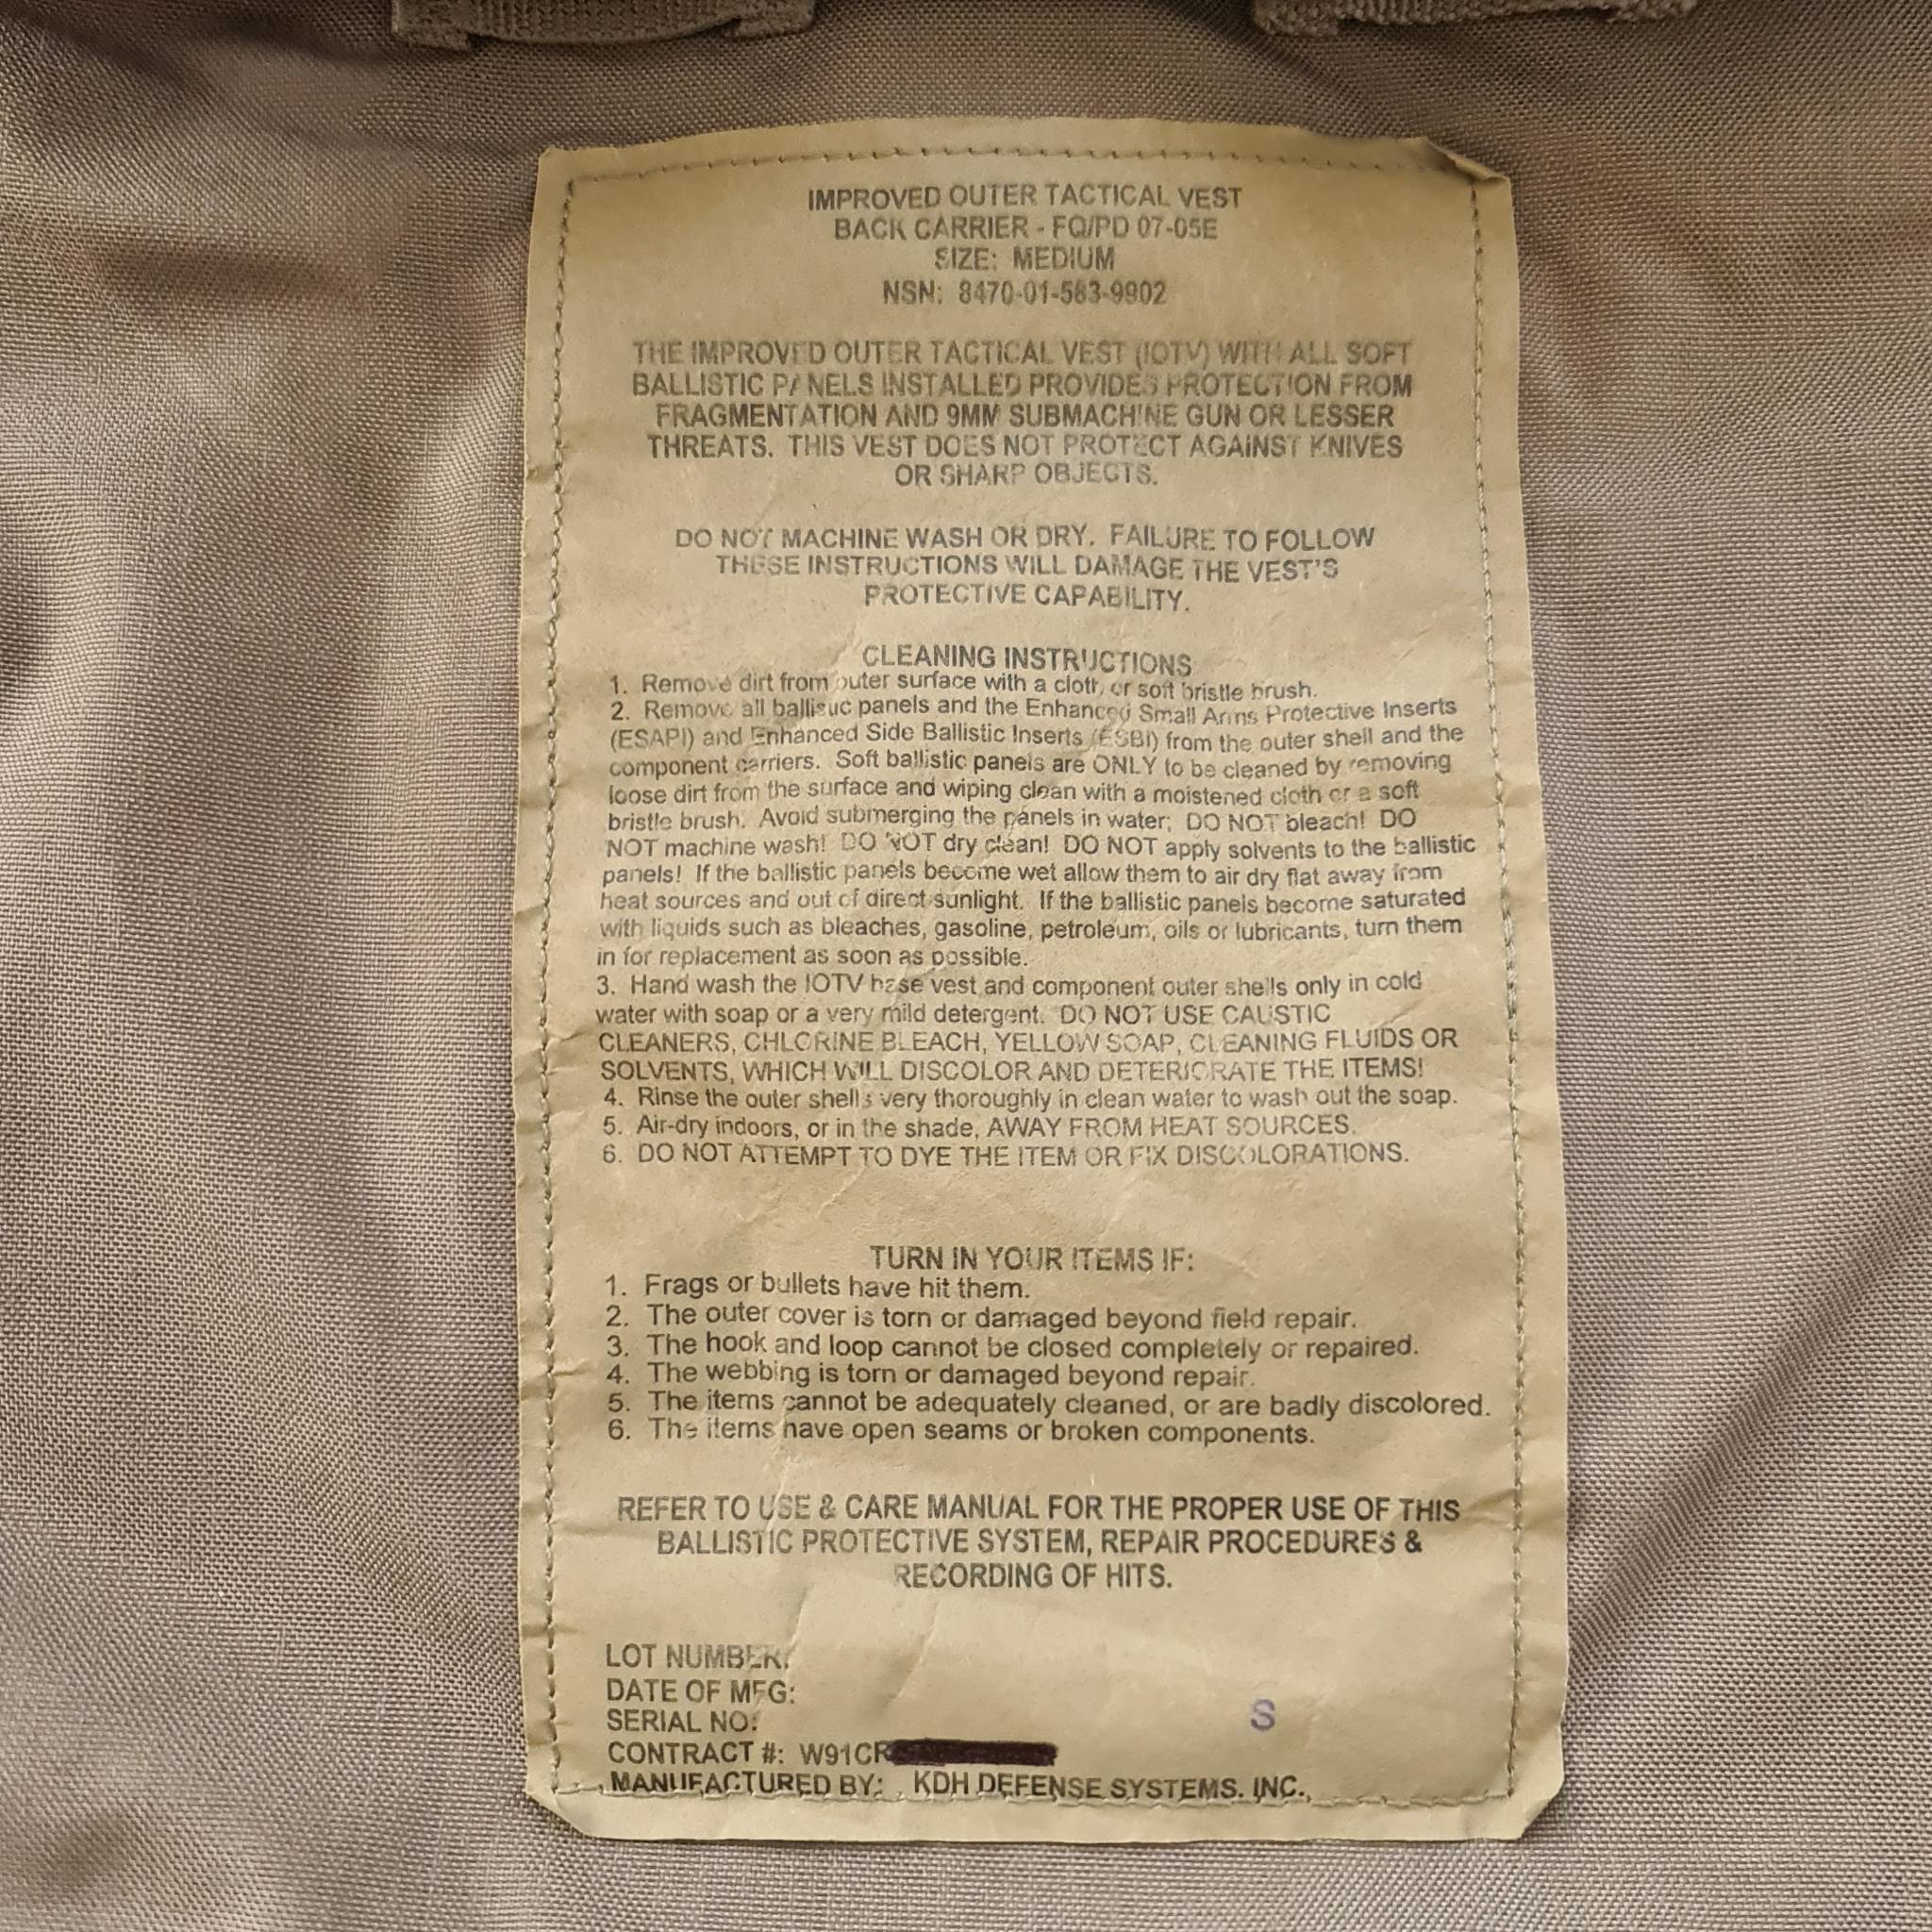 IMPROVED OUTER TACTICAL VEST
BACK CARRIER - FQ/PD 07-05E
SIZE: MEDIUM
NSN: 8470-01-583-9902
THE IMPROVED OUTER TACTICAL VEST (IOTV) WITH ALL SOFT
BALLISTIC PANELS INSTALLED PROVIDES PROTECTION FROM
FRAGMENTATION AND 9MM SUBMACHINE GUN OR LESSER
THREATS. THIS VEST DOES NOT PROTECT AGAINST KNIVES
OR SHARP OBJECTS.
DO NOT MACHINE WASH OR DRY. FAILURE TO FOLLOW
THESE INSTRUCTIONS WILL DAMAGE THE VEST'S
PROTECTIVE CAPABILITY.
CLEANING INSTRUCTIONS
1. Remove dirt from outer surface with a cloth, or soft bristle brush.
2. Remove all ballistic panels and the Enhanced Small Arms Protective Inserts
(ESAPI) and Enhanced Side Ballistic Inserts (ESBI) from the outer shell and the
component carriers. Soft ballistic panels are ONLY to be cleaned by removing
loose dirt from the surface and wiping clean with a moistened cloth or a soft
bristle brush. Avoid submerging the panels in water; DO NOT bleach! DO
NOT machine wash! DO NOT dry clean! DO NOT apply solvents to the ballistic
panels! If the ballistic panels become wet allow them to air dry flat away from
heat sources and out of direct sunlight. If the ballistic panels become saturated
with liquids such as bleaches, gasoline, petroleum, oils or lubricants, turn them
in for replacement as soon as possible.
3. Hand wash the IOTV base vest and component outer shells only in cold
water with soap or a very mild detergent. DO NOT USE CAUSTIC
CLEANERS, CHLORINE BLEACH, YELLOW SOAP, CLEANING FLUIDS OR
SOLVENTS, WHICH WILL DISCOLOR AND DETERIORATE THE ITEMS!
4. Rinse the outer shells very thoroughly in clean water to wash out the soap.
5. Air-dry indoors, or in the shade, AWAY FROM HEAT SOURCES.
6. DO NOT ATTEMPT TO DYE THE ITEM OR FIX DISCOLORATIONS.
TURN IN YOUR ITEMS IF:
1. Frags or bullets have hit them.
2. The outer cover is torn or damaged beyond field repair.
3. The hook and loop cannot be closed completely or repaired.
4. The webbing is torn or damaged beyond repair.
5. The items cannot be adequately cleaned, or are badly discolored.
6. The items have open seams or broken components.
REFER TO USE & CARE MANUAL FOR THE PROPER USE OF THIS
BALLISTIC PROTECTIVE SYSTEM, REPAIR PROCEDURES &
RECORDING OF HITS.
LOT NUMBER:
DATE OF MFG:
S
SERIAL NO:
CONTRACT #: W91CR
MANUFACTURED BY: KDH DEFENSE SYSTEMS. INC.,